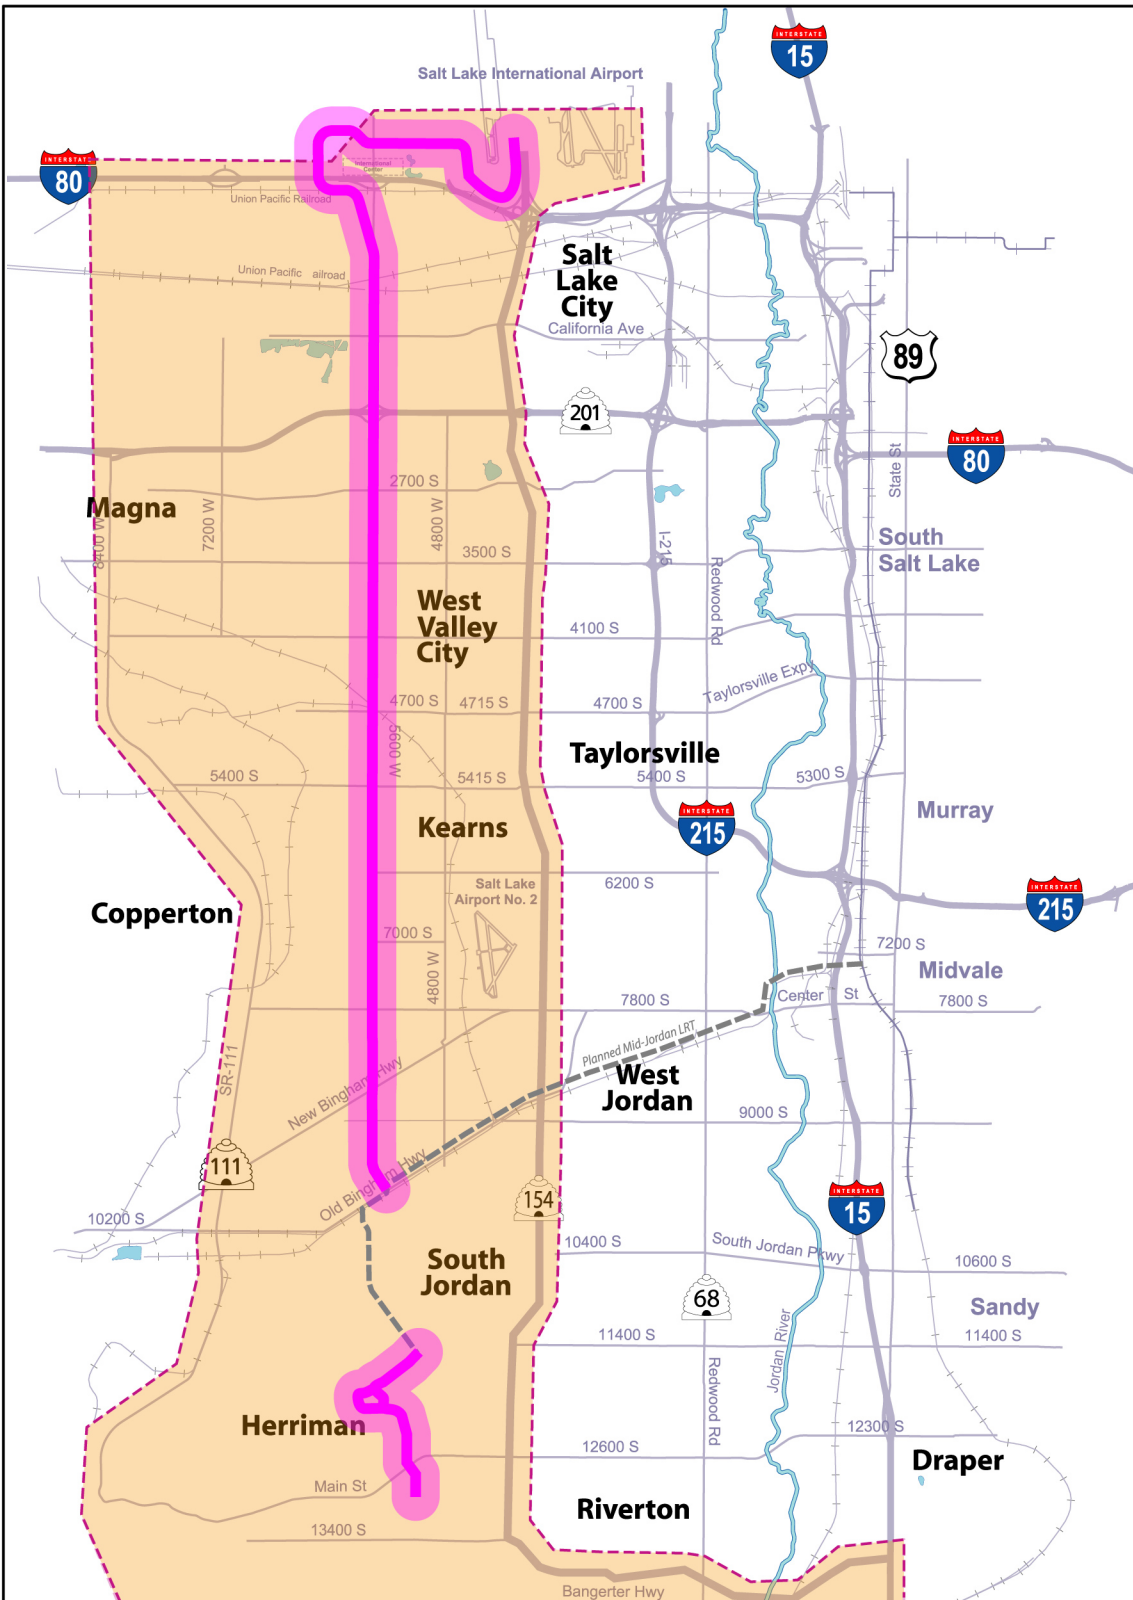 INTERSTATE
15
Salt Lake International Airport
INTERSTATE
80
International
Center
Union Pacific Railroad
Union Pacific ailroad
Salt
Lake
City
California Ave
89
201
INTERSTATE
80
State St
2700 S
Magna
8400 W
7200 W
4800 W
3500 S
I-215
Redwood Rd
South
Salt Lake
West
Valley
City
4100 S
4700 S
4715 S
4700 S
Taylorsville Expy
5600 W
Taylorsville
5400 S
5415 S
5400 S
5300 S
Kearns
INTERSTATE
215
Murray
6200 S
Salt Lake
Airport No. 2
INTERSTATE
215
Copperton
7000 S
4800 W
7200 S
Midvale
7800 S
Center St
7800 S
Planned Mid-Jordan LRT
SR-111
New Bingham Hwy
West
Jordan
9000 S
111
Old Bingham Hwy
154
INTERSTATE
15
10200 S
10400 S
South Jordan Pkwy
10600 S
South
Jordan
68
Sandy
11400 S
Jordan River
11400 S
Redwood Rd
Herriman
12600 S
12300 S
Draper
Main St
Riverton
13400 S
Bangerter Hwy